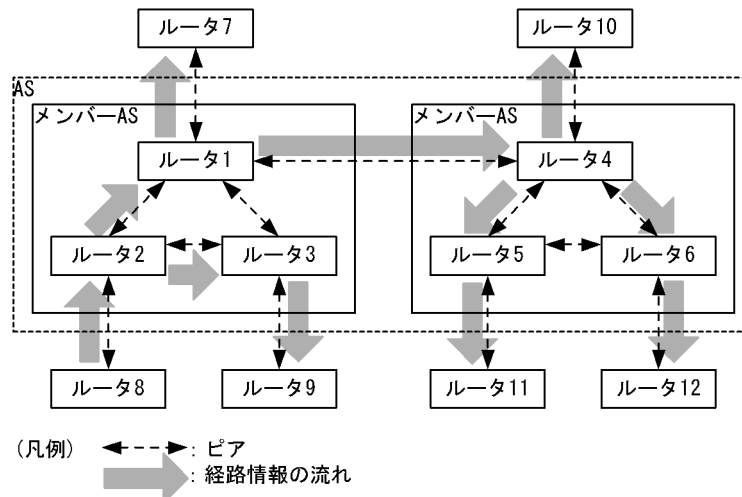 ルータ7
ルータ10
AS
メンバーAS
メンバーAS
ルータ1
ルータ4
ルータ2
ルータ3
ルータ5
ルータ6
ルータ8
ルータ9
ルータ11
ルータ12
(凡例)
: ピア
: 経路情報の流れ